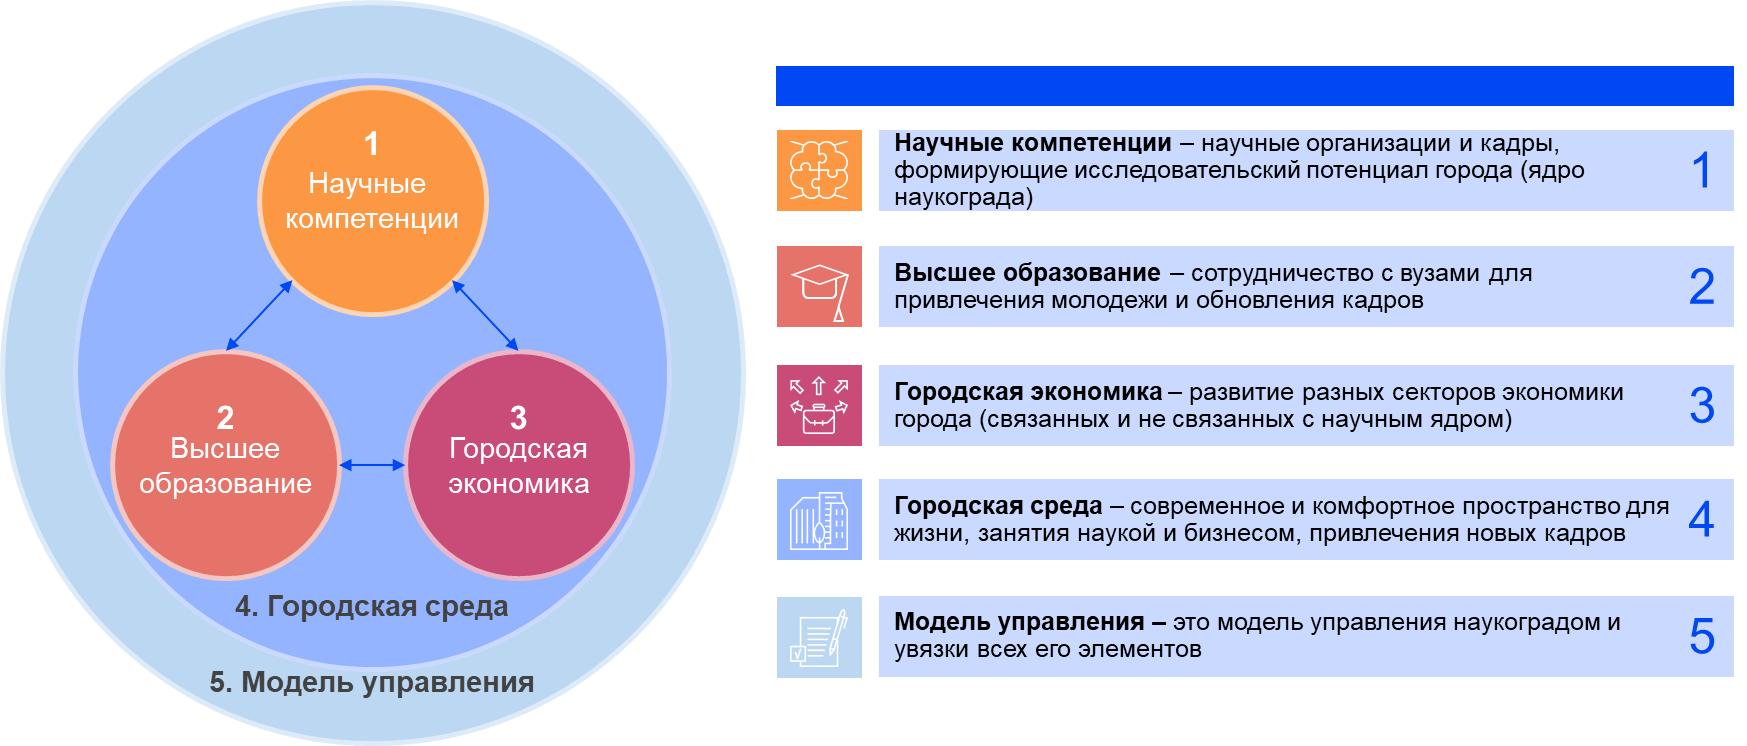 1
Научные
компетенции
2
Высшее
образование
3
Городская
экономика
4. Городская среда
5. Модель управления
Научные компетенции – научные организации и кадры,
формирующие исследовательский потенциал города (ядро
наукограда)
1
Высшее образование – сотрудничество с вузами для
привлечения молодежи и обновления кадров
2
Городская экономика – развитие разных секторов экономики
города (связанных и не связанных с научным ядром)
3
Городская среда – современное и комфортное пространство для
жизни, занятия наукой и бизнесом, привлечения новых кадров
4
Модель управления – это модель управления наукоградом и
увязки всех его элементов
5